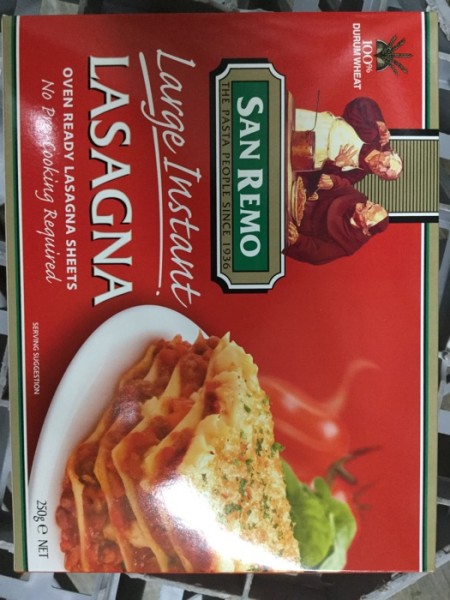 100%
DURUM WHEAT
SAN REMO
THE PASTA PEOPLE SINCE 1936
Large Instant
LASAGNA
OVEN READY LASAGNA SHEETS
No Pre-Cooking Required
SERVING SUGGESTION
250g e NET